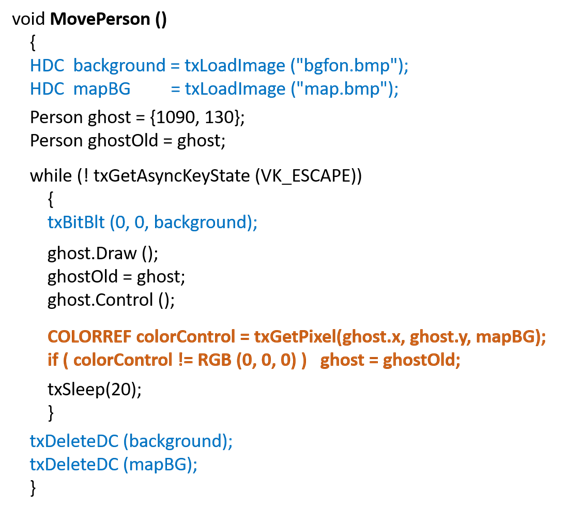 void MovePerson ()
{
HDC background = txLoadImage ("bgfon.bmp");
HDC mapBG = txLoadImage ("map.bmp");
Person ghost = {1090, 130};
Person ghostOld = ghost;
while (! txGetAsyncKeyState (VK_ESCAPE))
{
txBitBlt (0, 0, background);
ghost.Draw ();
ghostOld = ghost;
ghost.Control ();
COLORREF colorControl = txGetPixel(ghost.x, ghost.y, mapBG);
if ( colorControl != RGB (0, 0, 0) ) ghost = ghostOld;
txSleep(20);
}
txDeleteDC (background);
txDeleteDC (mapBG);
}